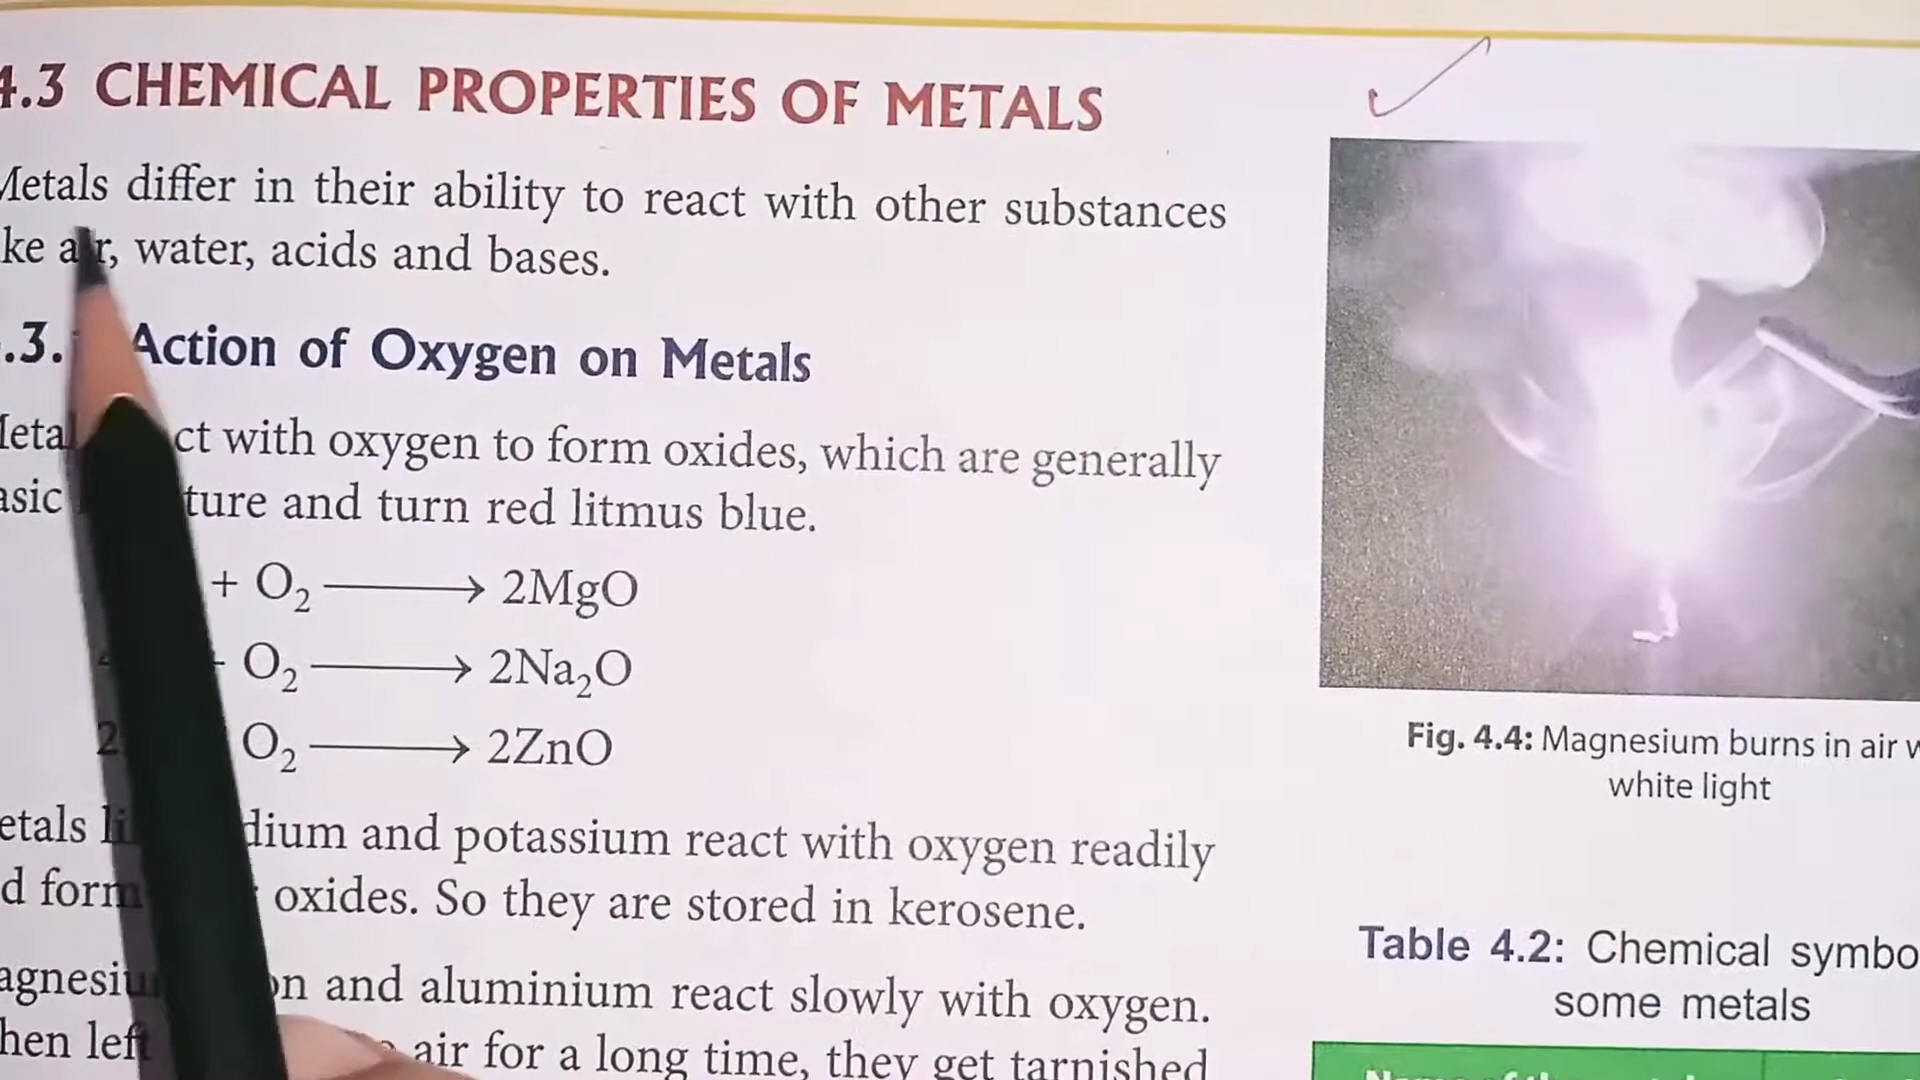 4.3 CHEMICAL PROPERTIES OF METALS
Metals differ in their ability to react with other substances
ke air, water, acids and bases.
.3. Action of Oxygen on Metals
ct with oxygen to form oxides, which are generally
asic ture and turn red litmus blue.
+ O₂ ⟶ 2MgO
O₂ ⟶ 2Na₂O
2 O₂ ⟶ 2ZnO
etals dium and potassium react with oxygen readily
d form oxides. So they are stored in kerosene.
agnesiu on and aluminium react slowly with oxygen.
hen left air for a long time, they get tarnished
Fig. 4.4: Magnesium burns in air w
white light
Table 4.2: Chemical symbo
some metals